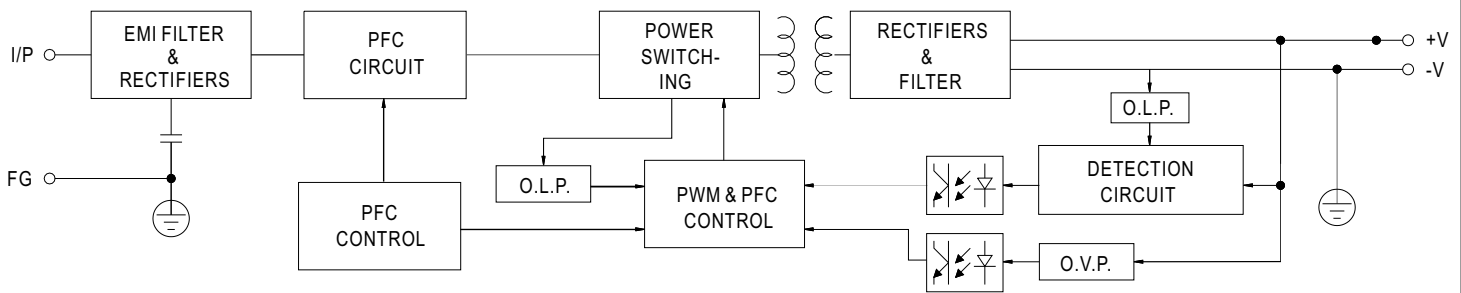 I/P
EMI FILTER
&
RECTIFIERS
PFC
CIRCUIT
POWER
SWITCH-
ING
RECTIFIERS
&
FILTER
+V
-V
O.L.P.
FG
O.L.P.
PFC
CONTROL
PWM & PFC
CONTROL
DETECTION
CIRCUIT
O.V.P.